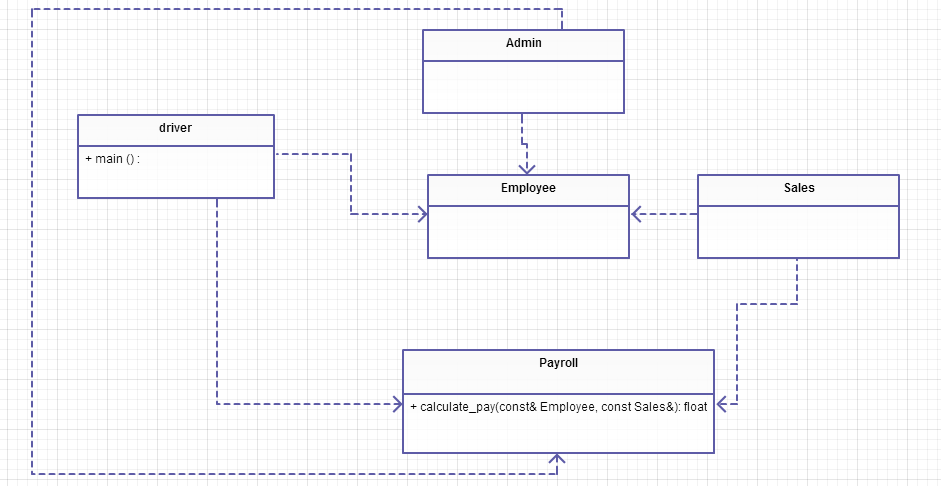 Admin
driver
+ main () :
Employee
Sales
Payroll
+ calculate_pay(const& Employee, const Sales&): float